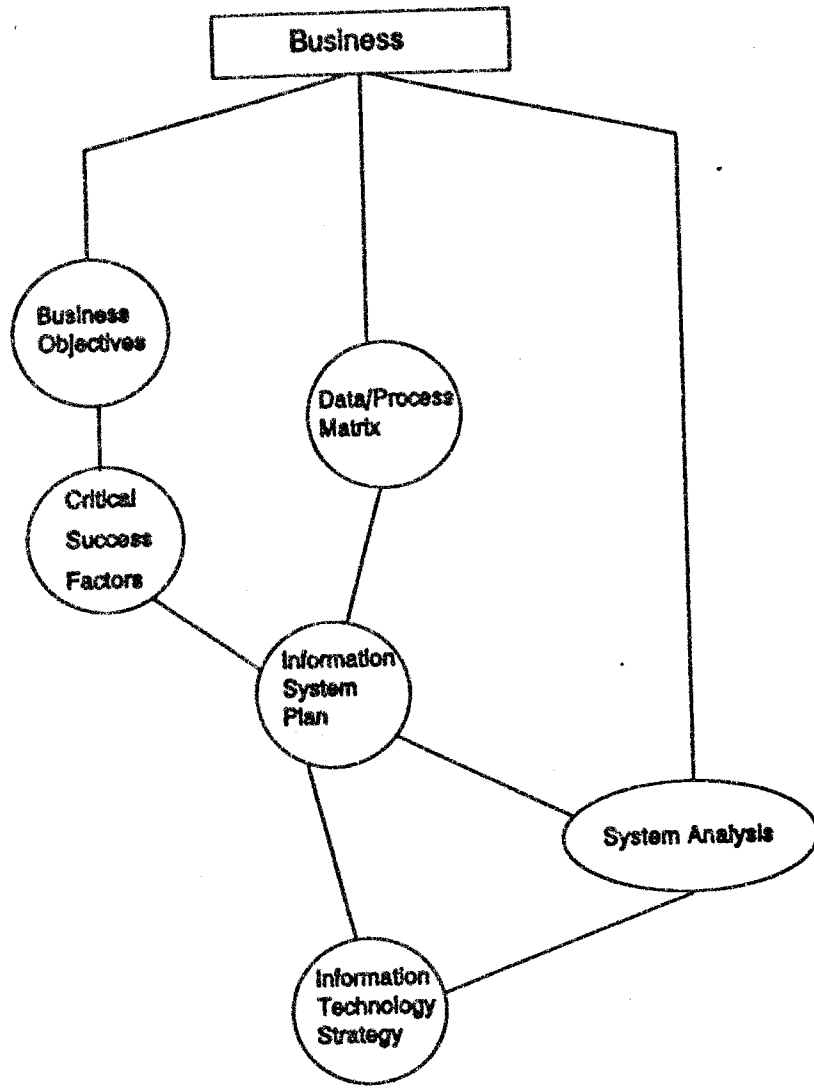 Business
Business
Objectives
Data/Process
Matrix
Critical
Success
Factors
Information
System
Plan
System Analysis
Information
Technology
Strategy